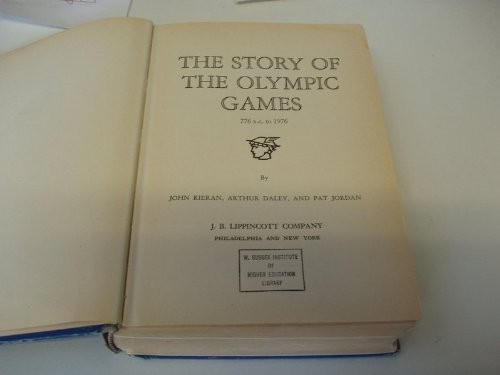 THE STORY OF
THE OLYMPIC
GAMES
776 B.C. to 1976
By
JOHN KIERAN, ARTHUR DALEY, AND PAT JORDAN
J. B. LIPPINCOTT COMPANY
PHILADELPHIA AND NEW YORK
W. SUSSEX INSTITUTE
OF
HIGHER EDUCATION
LIBRARY